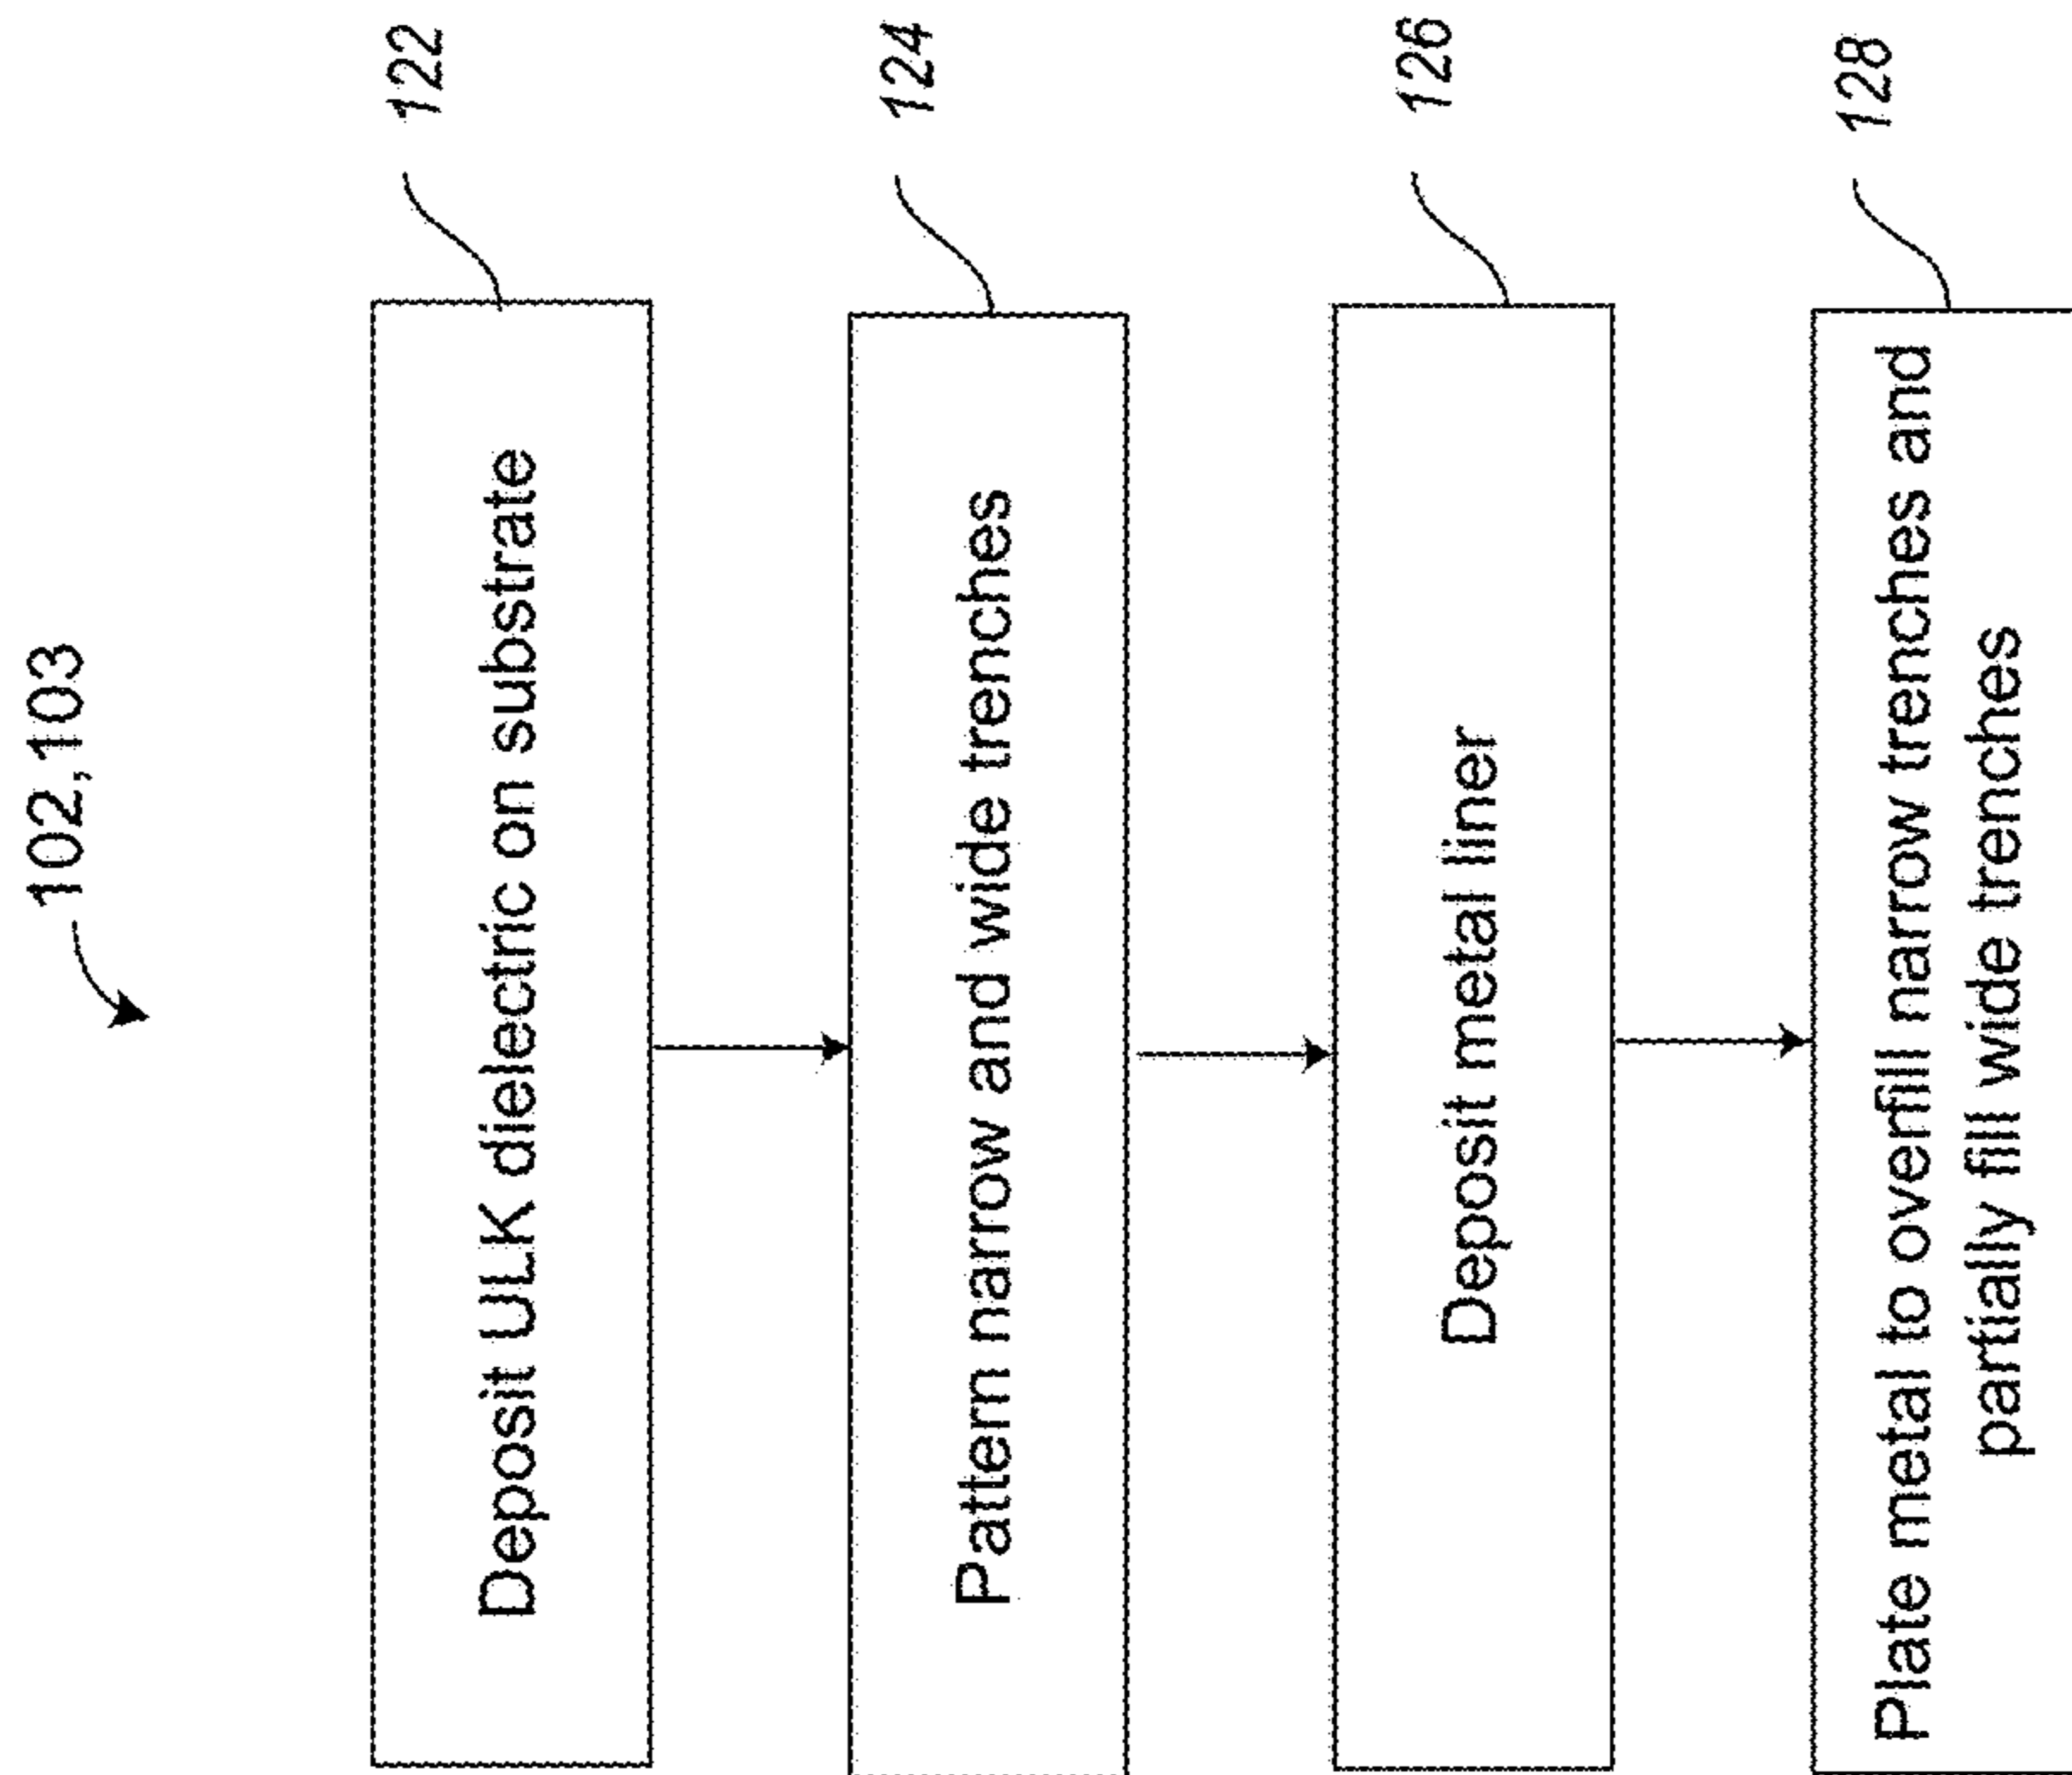 102,103
Deposit ULK dielectric on substrate
122
Pattern narrow and wide trenches
124
Deposit metal liner
126
Plate metal to overfill narrow trenches and
partially fill wide trenches
128